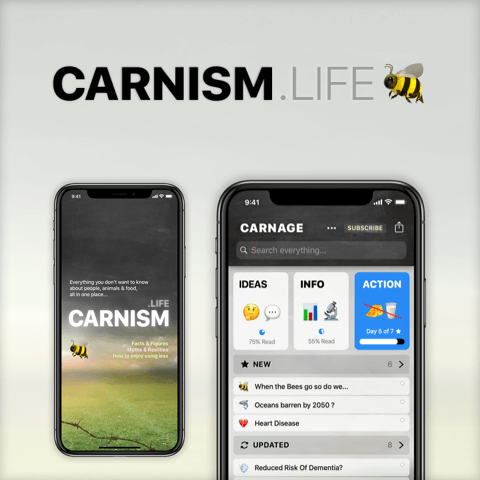 CARNISM.LIFE
9:41
Everything you don't want to know
about people, animals & food,
all in one place...
.LIFE
CARNISM
Facts & Figures
Myths & Realities
How to enjoy using less
9:41
CARNAGE ... SUBSCRIBE
Search everything...
IDEAS INFO ACTION
75% Read 55% Read Day 5 of 7 ★
★ NEW 6 >
When the Bees go so do we...
Oceans barren by 2050 ?
Heart Disease
UPDATED 8 >
Reduced Risk Of Dementia?